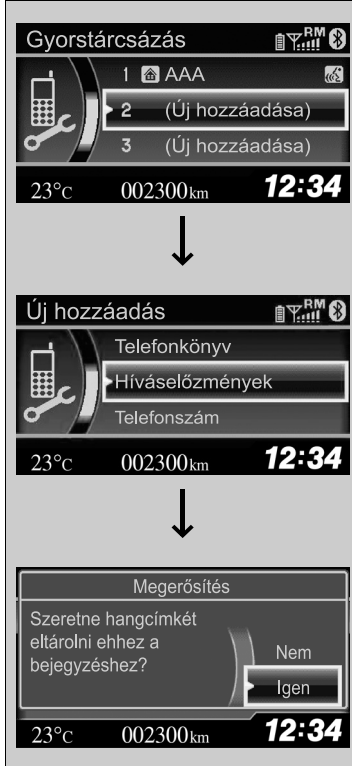 Gyorstárcsázás RM
1 AAA
2 (Új hozzáadása)
3 (Új hozzáadása)
23°C 002300km 12:34
Új hozzáadás RM
Telefonkönyv
Híváselőzmények
Telefonszám
23°C 002300km 12:34
Megerősítés
Szeretne hangcímkét
eltárolni ehhez a
bejegyzéshez?
Nem
Igen
23°C 002300km 12:34